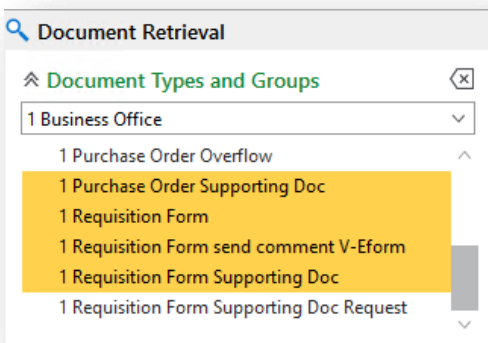 Document Retrieval
Document Types and Groups
1 Business Office
1 Purchase Order Overflow
1 Purchase Order Supporting Doc
1 Requisition Form
1 Requisition Form send comment V-Eform
1 Requisition Form Supporting Doc
1 Requisition Form Supporting Doc Request